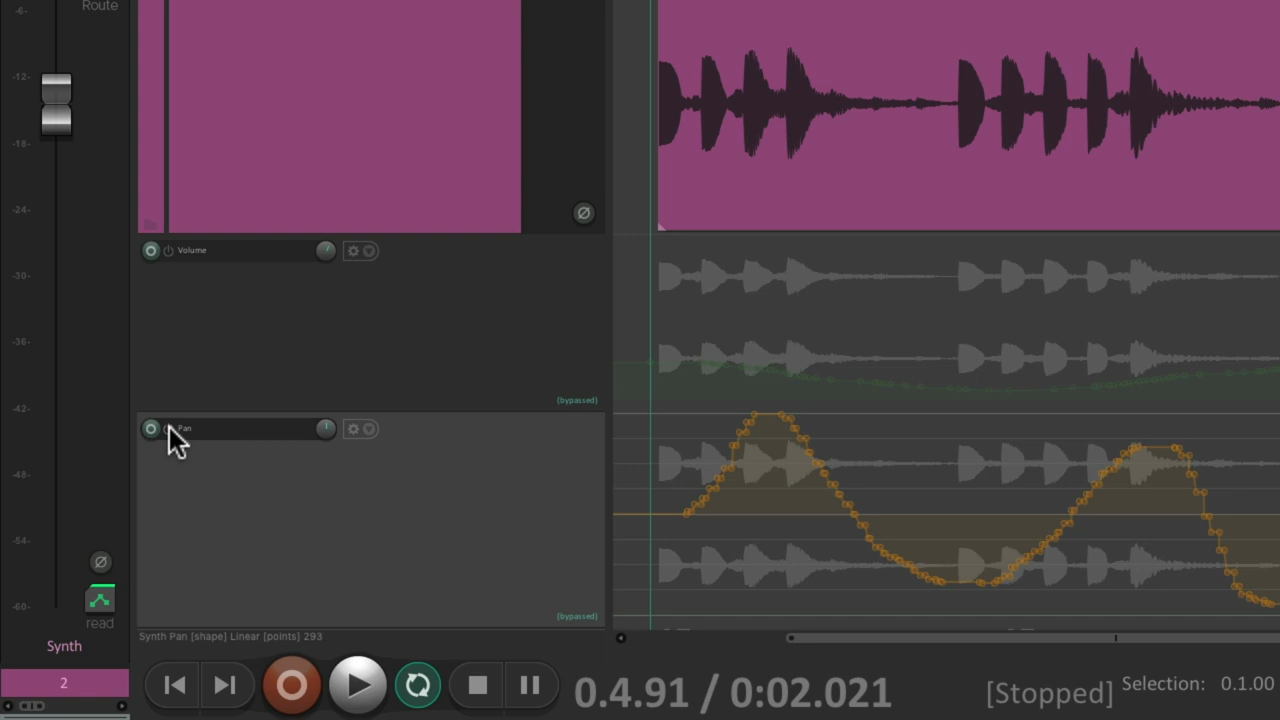 -6-
Route
-12-
-18-
-24-
-30-
-36-
-42-
-48-
-54-
-60-
Volume
(bypassed)
Pan
(bypassed)
read
Synth
2
Synth Pan [shape] Linear [points] 293
0.4.91 / 0:02.021
[Stopped]
Selection:
0.1.00